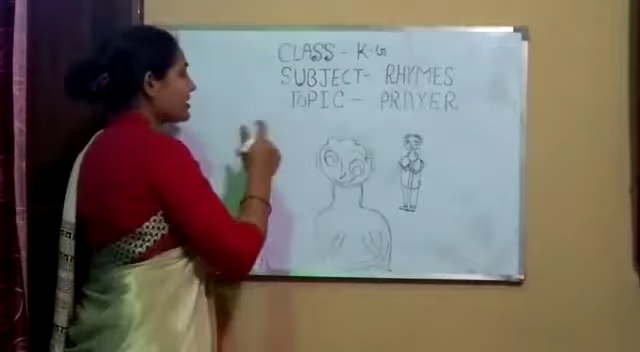 CLASS - K-G
SUBJECT- RHYMES
TOPIC - PRAYER